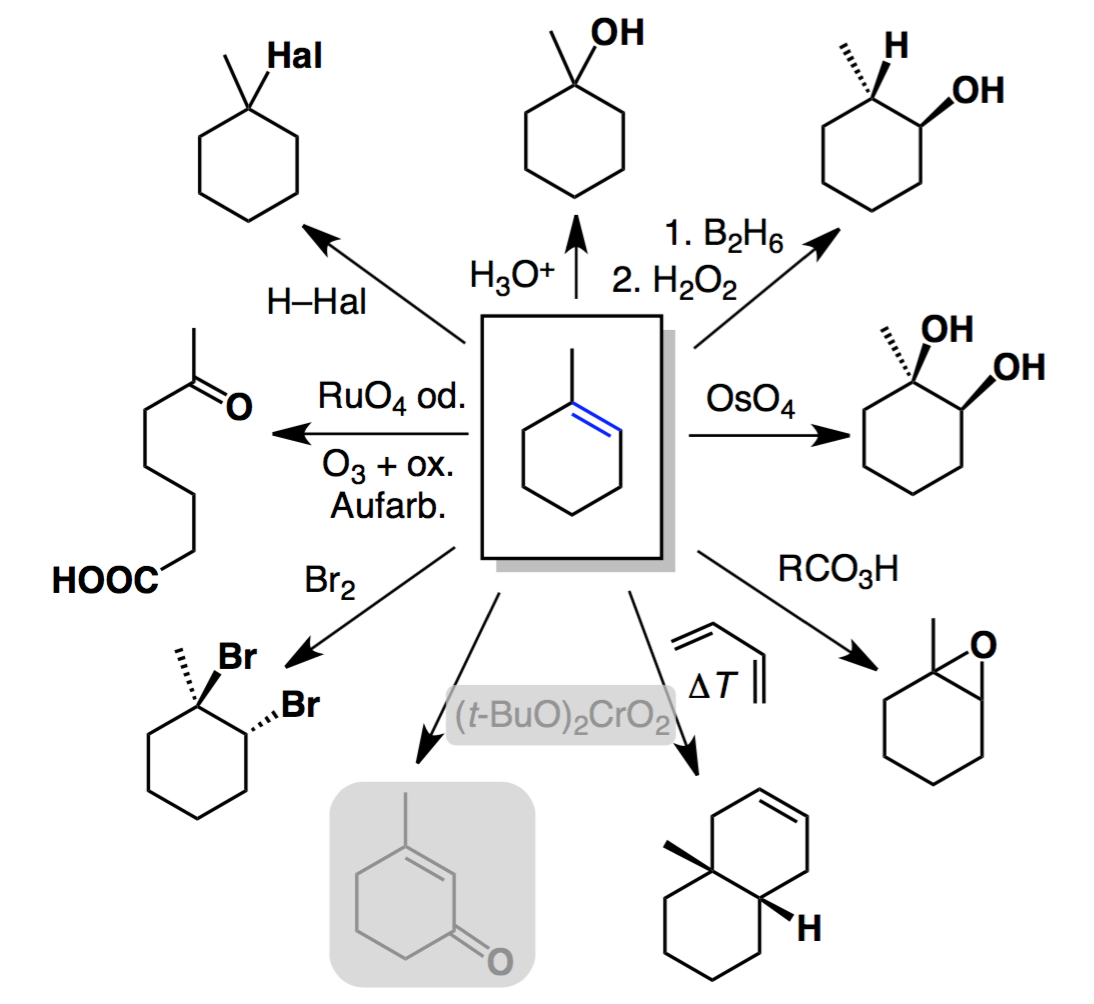 Hal
OH
H
OH
1. B₂H₆
H₃O⁺
2. H₂O₂
H–Hal
OH
OH
RuO₄ od.
O
OsO₄
O₃ + ox.
Aufarb.
HOOC
Br₂
RCO₃H
O
Br
Br
ΔT
(t-BuO)₂CrO₂
H
O